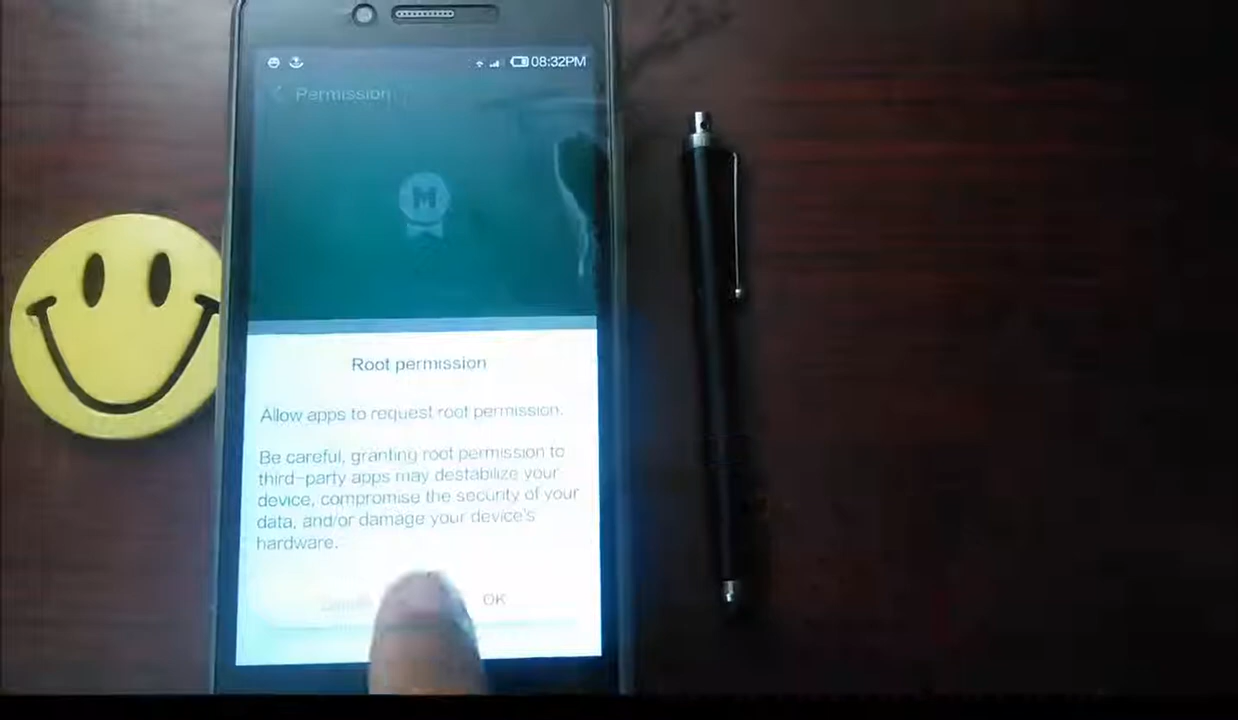 08:32PM
Permission
M
Root permission
Allow apps to request root permission.
Be careful, granting root permission to
third-party apps may destabilize your
device, compromise the security of your
data, and/or damage your device's
hardware.
OK